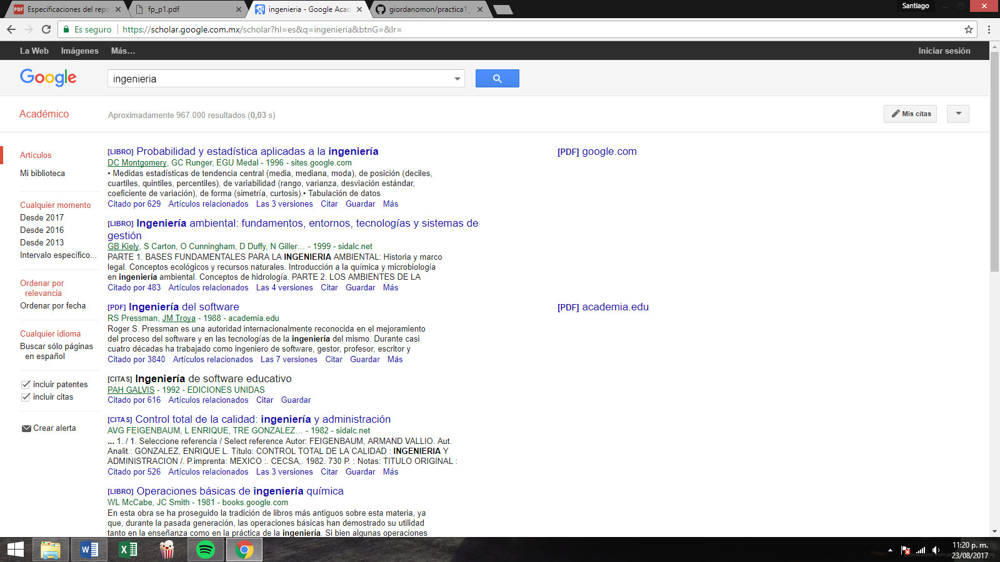 Especificaciones del repo
fp_p1.pdf
ingenieria - Google Acad
giordanomon/practica1_
Santiago
Es seguro
https://scholar.google.com.mx/scholar?hl=es&q=ingenieria&btnG=&lr=
La Web Imágenes Más... Iniciar sesión
Google
ingenieria
Académico
Aproximadamente 967.000 resultados (0,03 s)
Mis citas
Artículos
Mi biblioteca
Cualquier momento
Desde 2017
Desde 2016
Desde 2013
Intervalo específico...
Ordenar por
relevancia
Ordenar por fecha
Cualquier idioma
Buscar sólo páginas
en español
incluir patentes
incluir citas
Crear alerta
[LIBRO] Probabilidad y estadística aplicadas a la ingeniería
DC Montgomery, GC Runger, EGU Medal - 1996 - sites.google.com
• Medidas estadísticas de tendencia central (media, mediana, moda), de posición (deciles,
cuartiles, quintiles, percentiles), de variabilidad (rango, varianza, desviación estándar,
coeficiente de variación), de forma (simetría, curtosis).• Tabulación de datos
Citado por 629 Artículos relacionados Las 3 versiones Citar Guardar Más
[PDF] google.com
[LIBRO] Ingeniería ambiental: fundamentos, entornos, tecnologías y sistemas de
gestión
GB Kiely, S Carton, O Cunningham, D Duffy, N Giller... - 1999 - sidalc.net
PARTE 1. BASES FUNDAMENTALES PARA LA INGENIERIA AMBIENTAL: Historia y marco
legal. Conceptos ecológicos y recursos naturales. Introducción a la química y microbiología
en ingeniería ambiental. Conceptos de hidrología. PARTE 2. LOS AMBIENTES DE LA
Citado por 483 Artículos relacionados Las 4 versiones Citar Guardar Más
[PDF] Ingeniería del software
RS Pressman, JM Troya - 1988 - academia.edu
Roger S. Pressman es una autoridad internacionalmente reconocida en el mejoramiento
del proceso del software y en las tecnologías de la ingeniería del mismo. Durante casi
cuatro décadas ha trabajado como ingeniero de software, gestor, profesor, escritor y
Citado por 3840 Artículos relacionados Las 7 versiones Citar Guardar Más
[PDF] academia.edu
[CITAS] Ingeniería de software educativo
PAH GALVIS - 1992 - EDICIONES UNIDAS
Citado por 616 Artículos relacionados Citar Guardar
[CITAS] Control total de la calidad: ingeniería y administración
AVG FEIGENBAUM, L ENRIQUE, TRE GONZALEZ... - 1982 - sidalc.net
... 1. / 1. Seleccione referencia / Select reference Autor: FEIGENBAUM, ARMAND VALLIO. Aut.
Analit.: GONZALEZ, ENRIQUE L. Título: CONTROL TOTAL DE LA CALIDAD : INGENIERIA Y
ADMINISTRACION /. P.imprenta: MEXICO :. CECSA,. 1982. 730 P. : Notas: TITULO ORIGINAL :
Citado por 526 Artículos relacionados Las 3 versiones Citar Guardar Más
[LIBRO] Operaciones básicas de ingeniería química
WL McCabe, JC Smith - 1981 - books.google.com
En esta obra se ha proseguido la tradición de libros más antiguos sobre esta materia, ya
que, durante la pasada generación, las operaciones básicas han demostrado su utilidad
tanto en la enseñanza como en la práctica de la ingeniería. Si bien algunas operaciones
11:20 p. m.
23/08/2017